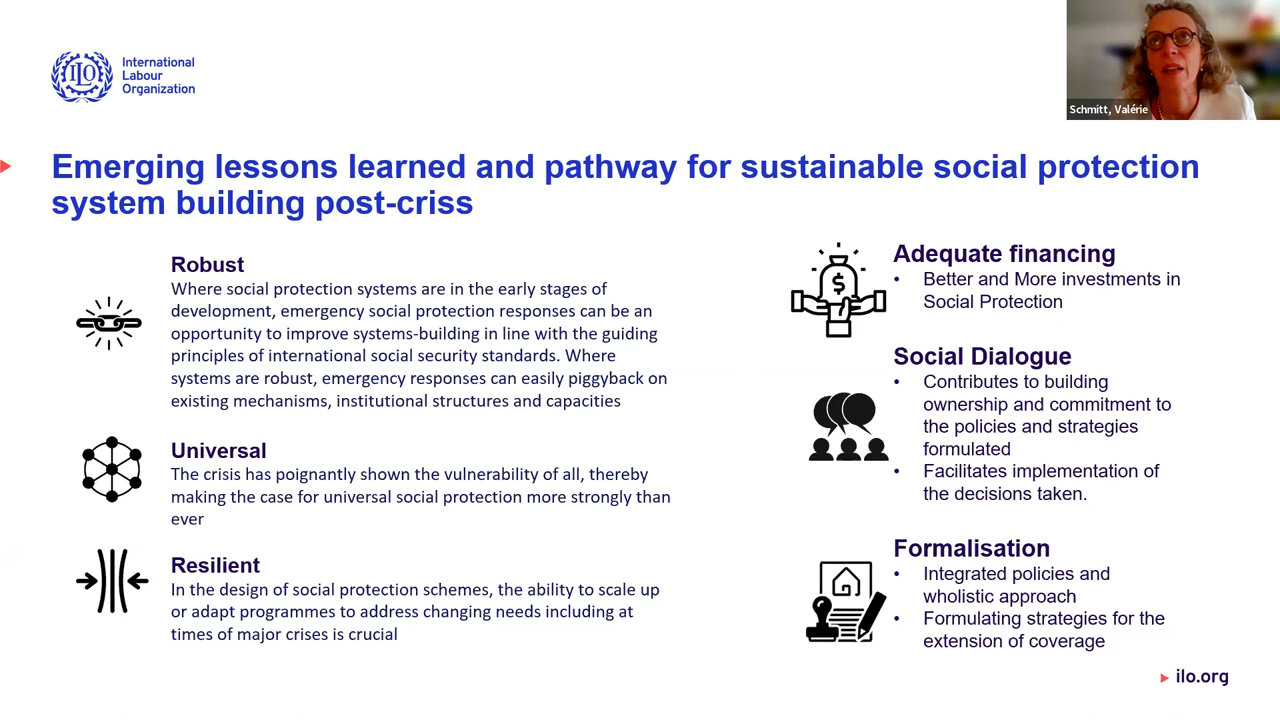 International
Labour
Organization
ILO
Schmitt, Valérie
Emerging lessons learned and pathway for sustainable social protection
system building post-criss
Robust
Where social protection systems are in the early stages of
development, emergency social protection responses can be an
opportunity to improve systems-building in line with the guiding
principles of international social security standards. Where
systems are robust, emergency responses can easily piggyback on
existing mechanisms, institutional structures and capacities
Universal
The crisis has poignantly shown the vulnerability of all, thereby
making the case for universal social protection more strongly than
ever
Resilient
In the design of social protection schemes, the ability to scale up
or adapt programmes to address changing needs including at
times of major crises is crucial
$
Adequate financing
• Better and More investments in
Social Protection
Social Dialogue
• Contributes to building
ownership and commitment to
the policies and strategies
formulated
• Facilitates implementation of
the decisions taken.
Formalisation
• Integrated policies and
wholistic approach
• Formulating strategies for the
extension of coverage
ilo.org